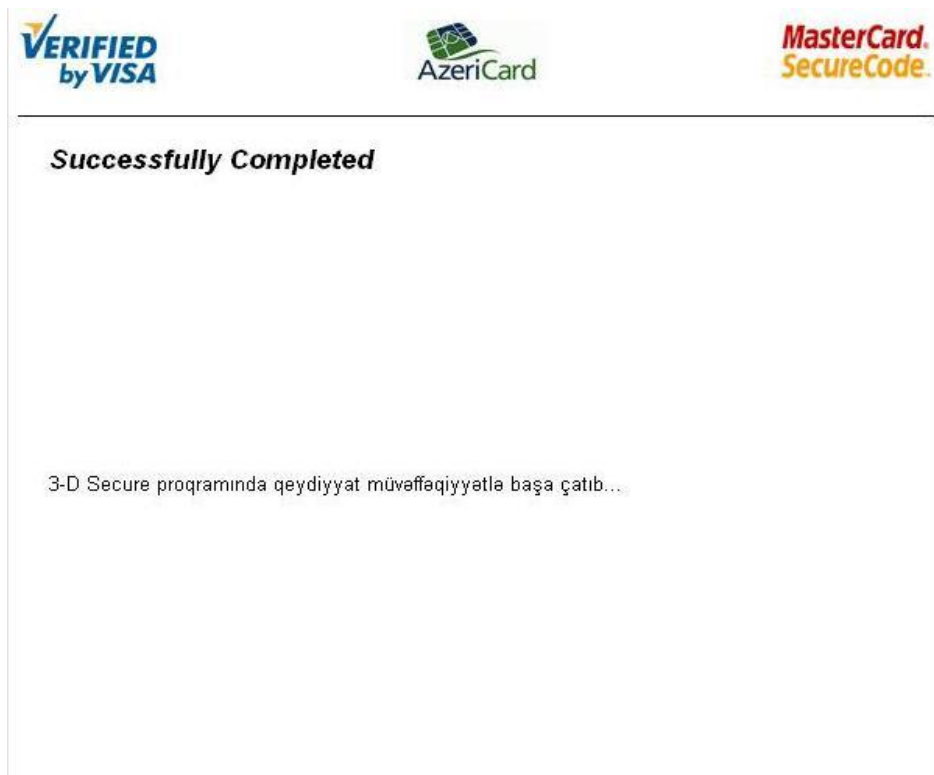 VERIFIED
by VISA
AzeriCard
MasterCard.
SecureCode.
Successfully Completed
3-D Secure proqramında qeydiyyat müvəffəqiyyətlə başa çatıb...